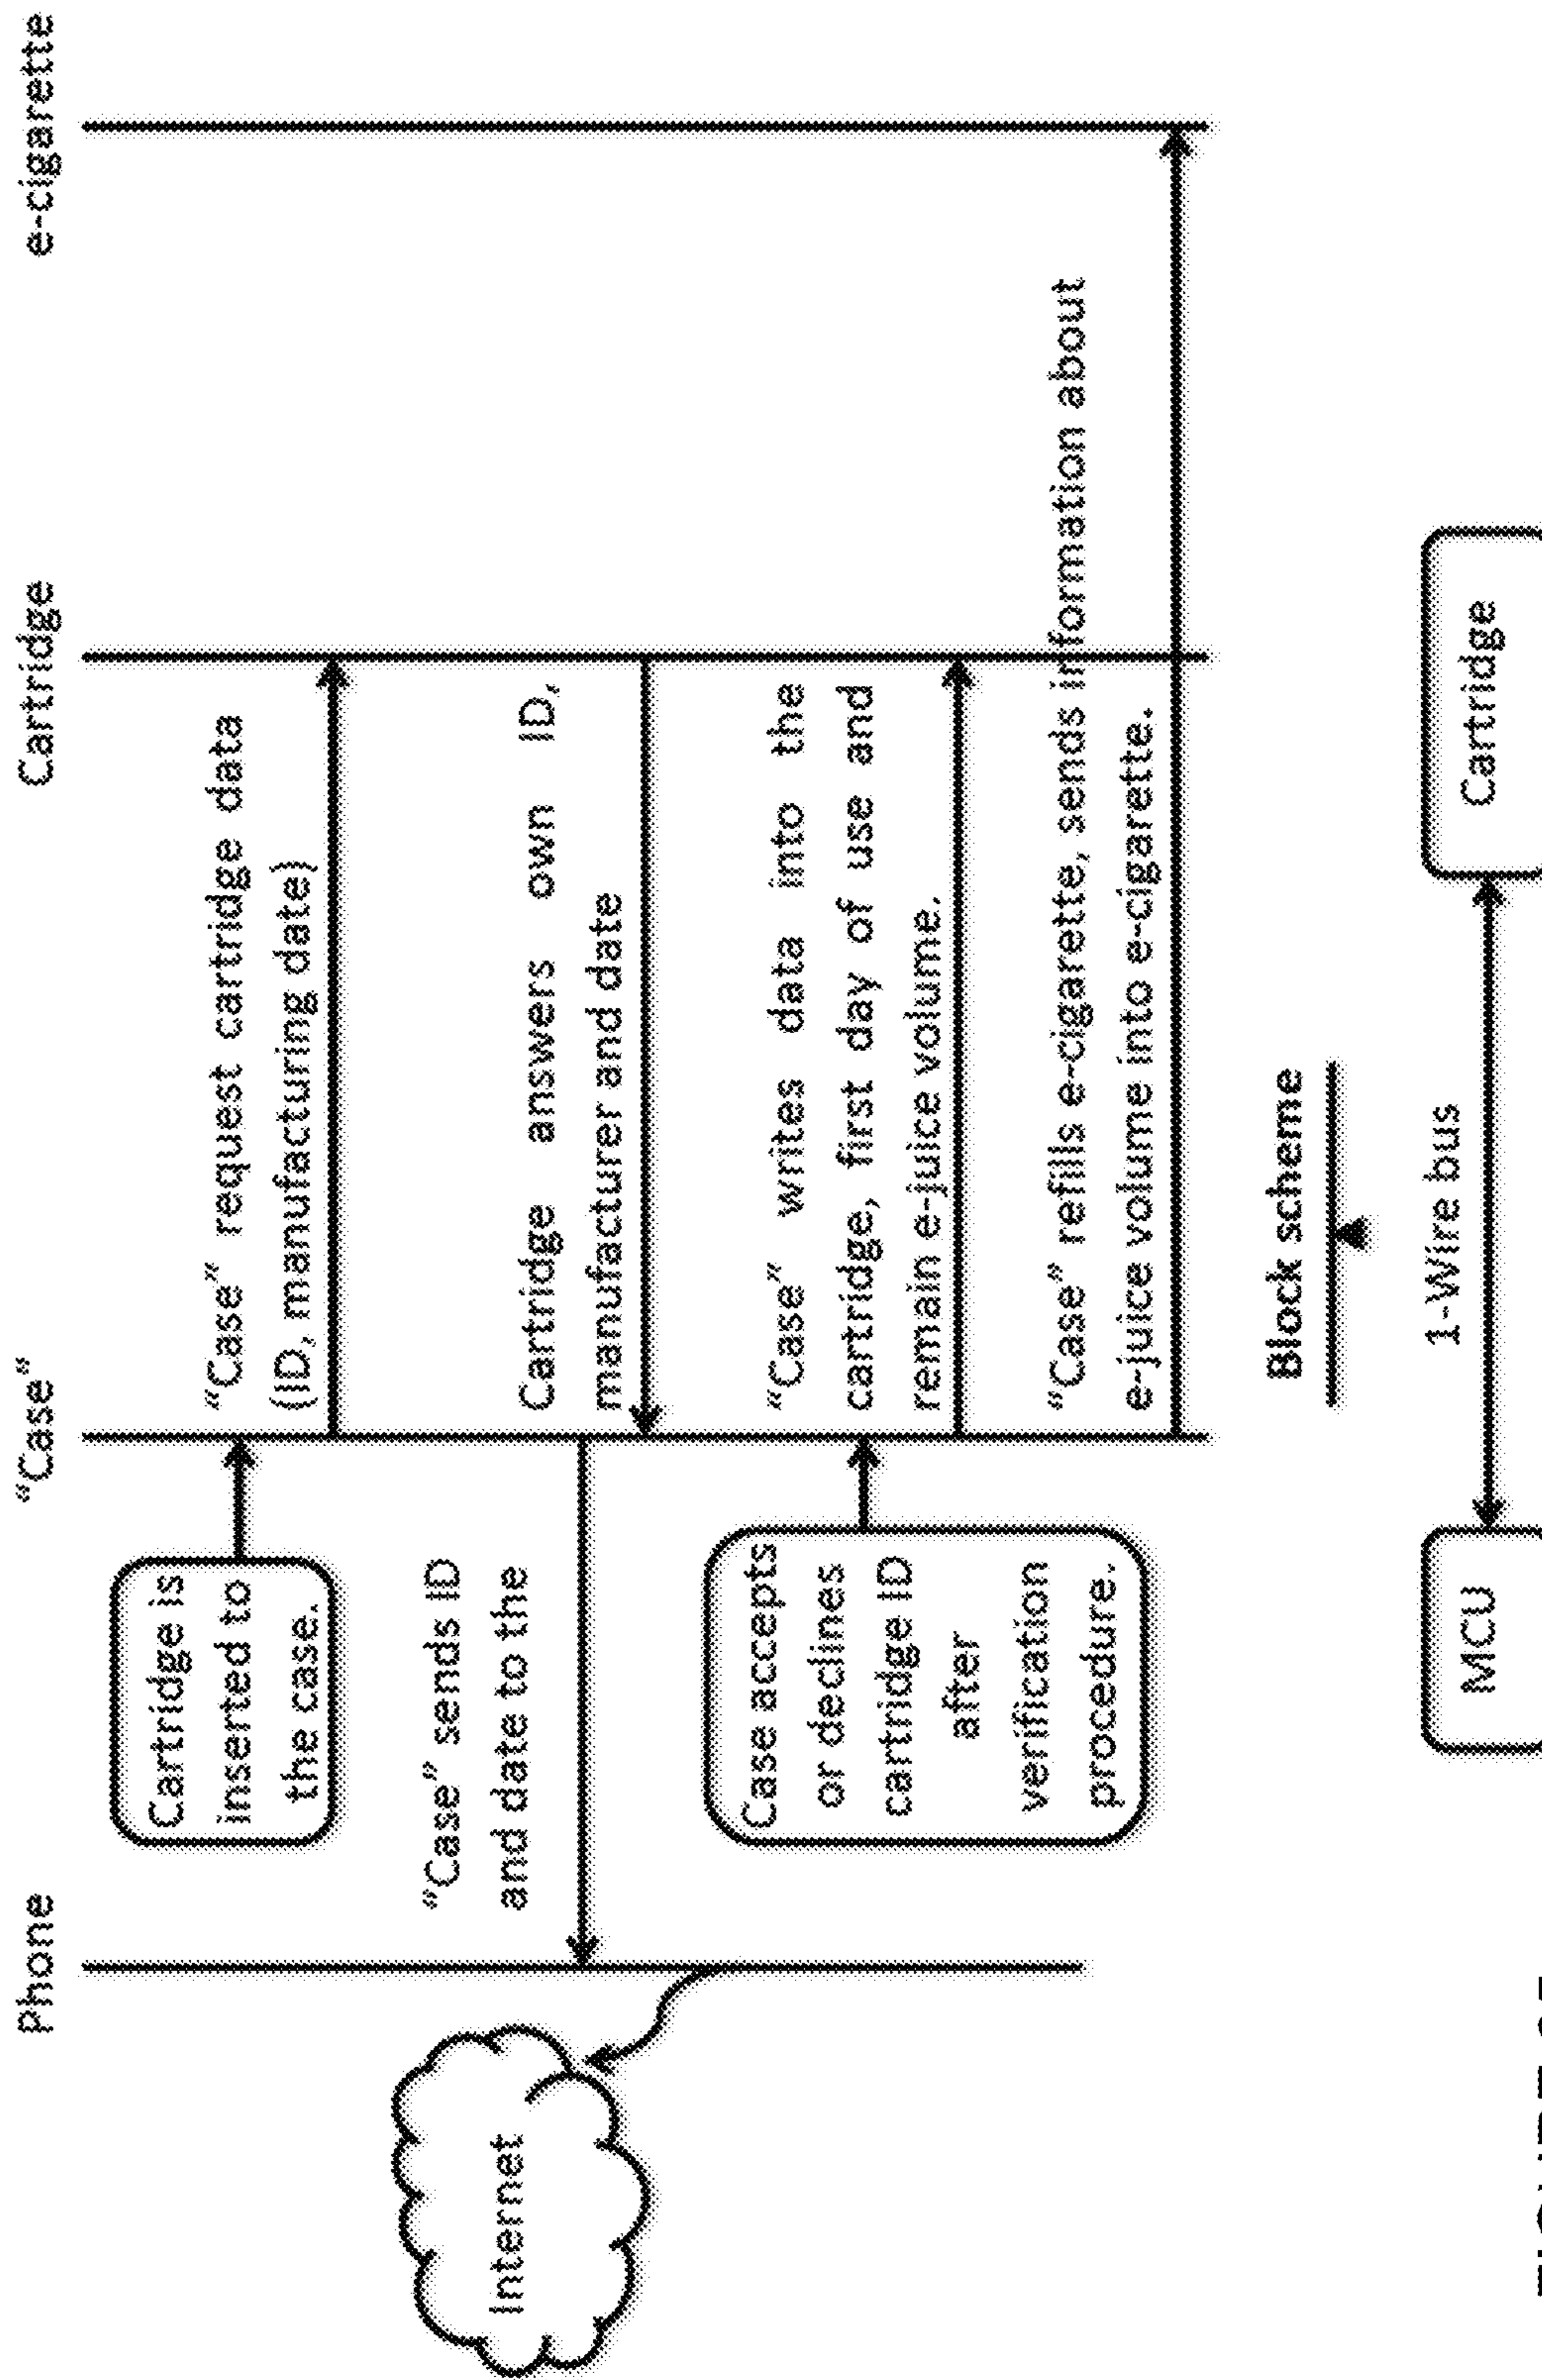 Phone
“Case”
Cartridge
e-cigarette
Cartridge is
inserted to
the case.
“Case” request cartridge data
(ID, manufacturing date)
“Case” sends ID
and date to the
Internet
Cartridge answers own ID,
manufacturer and date
Case accepts
or declines
cartridge ID
after
verification
procedure.
“Case” writes data into the
cartridge, first day of use and
remain e-juice volume.
“Case” refills e-cigarette, sends information about
e-juice volume into e-cigarette.
Block scheme
MCU
1-Wire bus
Cartridge